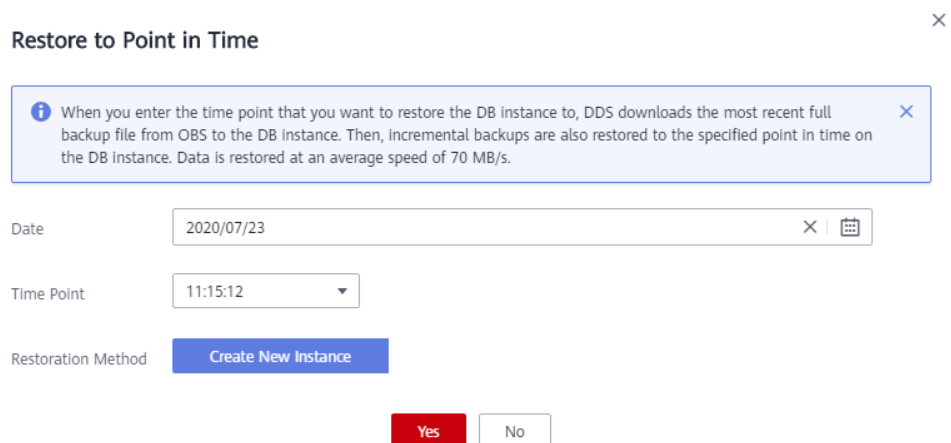 Restore to Point in Time
When you enter the time point that you want to restore the DB instance to, DDS downloads the most recent full
backup file from OBS to the DB instance. Then, incremental backups are also restored to the specified point in time on
the DB instance. Data is restored at an average speed of 70 MB/s.
Date 2020/07/23
Time Point 11:15:12
Restoration Method Create New Instance
Yes No